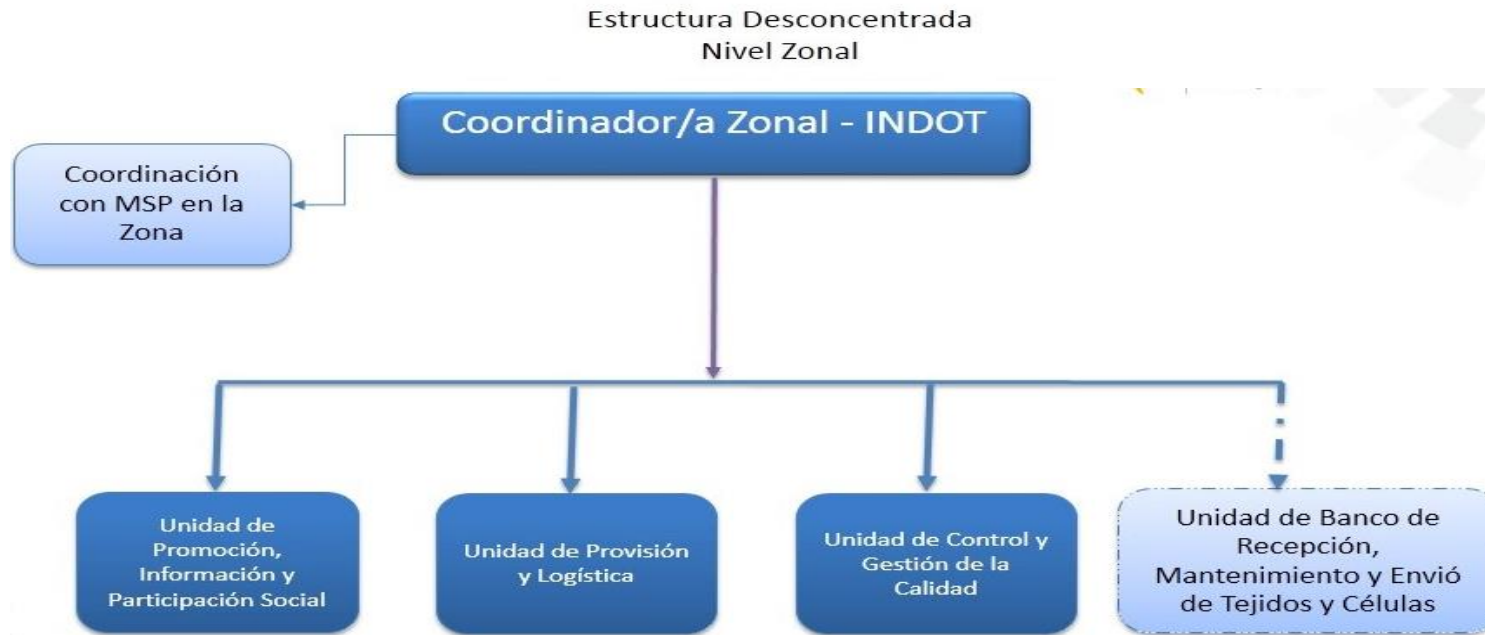 Estructura Desconcentrada
Nivel Zonal
Coordinador/a Zonal - INDOT
Coordinación
con MSP en la
Zona
Unidad de
Promoción,
Información y
Participación Social
Unidad de Provisión
y Logística
Unidad de Control y
Gestión de la
Calidad
Unidad de Banco de
Recepción,
Mantenimiento y Envió
de Tejidos y Células